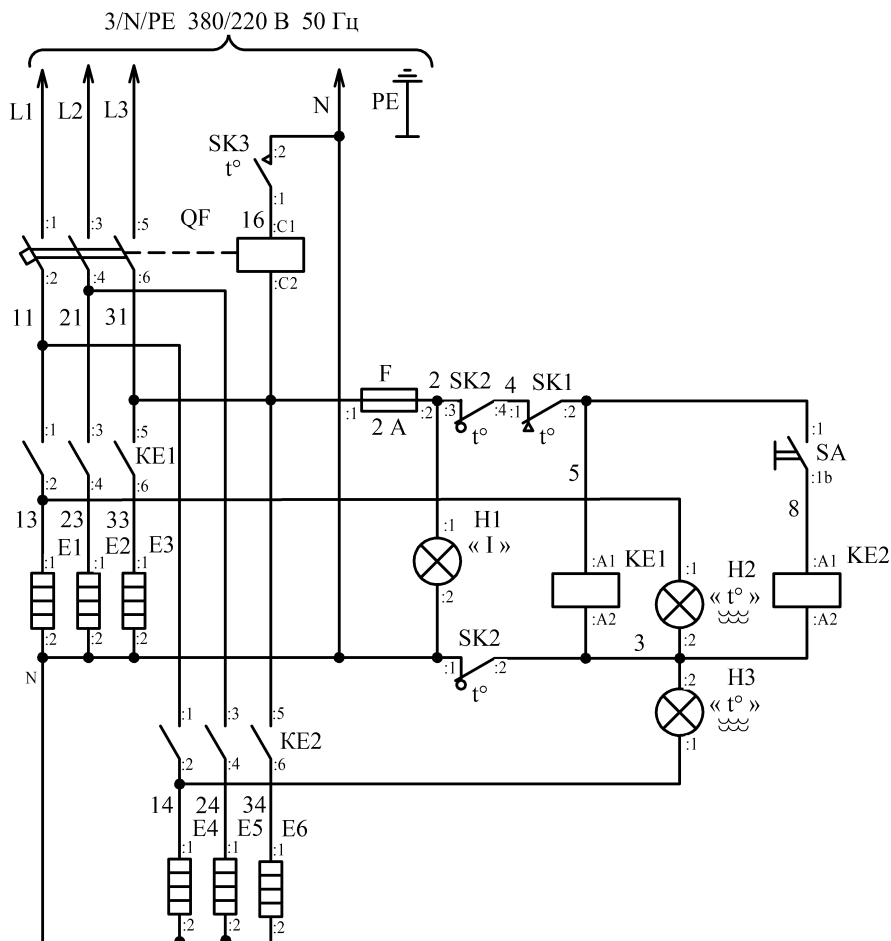 3/N/PE 380/220 В 50 Гц
L1 L2 L3 N PE
SK3 :2
t°
:1
QF 16 :C1
:1 :3 :5
:2 :4 :6 :C2
11 21 31
F 2 SK2 4 SK1
:1 :2 :3 :4 :1 :2
2 А t° t°
:1 :3 :5 KE1
:2 :4 :6
:1
SA
:1b
5 8
13 23 33
E1 E2 E3
:1 :1 :1
:2 :2 :2
H1
« I »
:1
:2
:A1 KE1
:A2
:1 H2
« t° »
:2
:A1 KE2
:A2
N
SK2 3
:1 :2
t°
:2 H3
« t° »
:1
:1 :3 :5
KE2
:2 :4 :6
14 24 34
E4 E5 E6
:1 :1 :1
:2 :2 :2